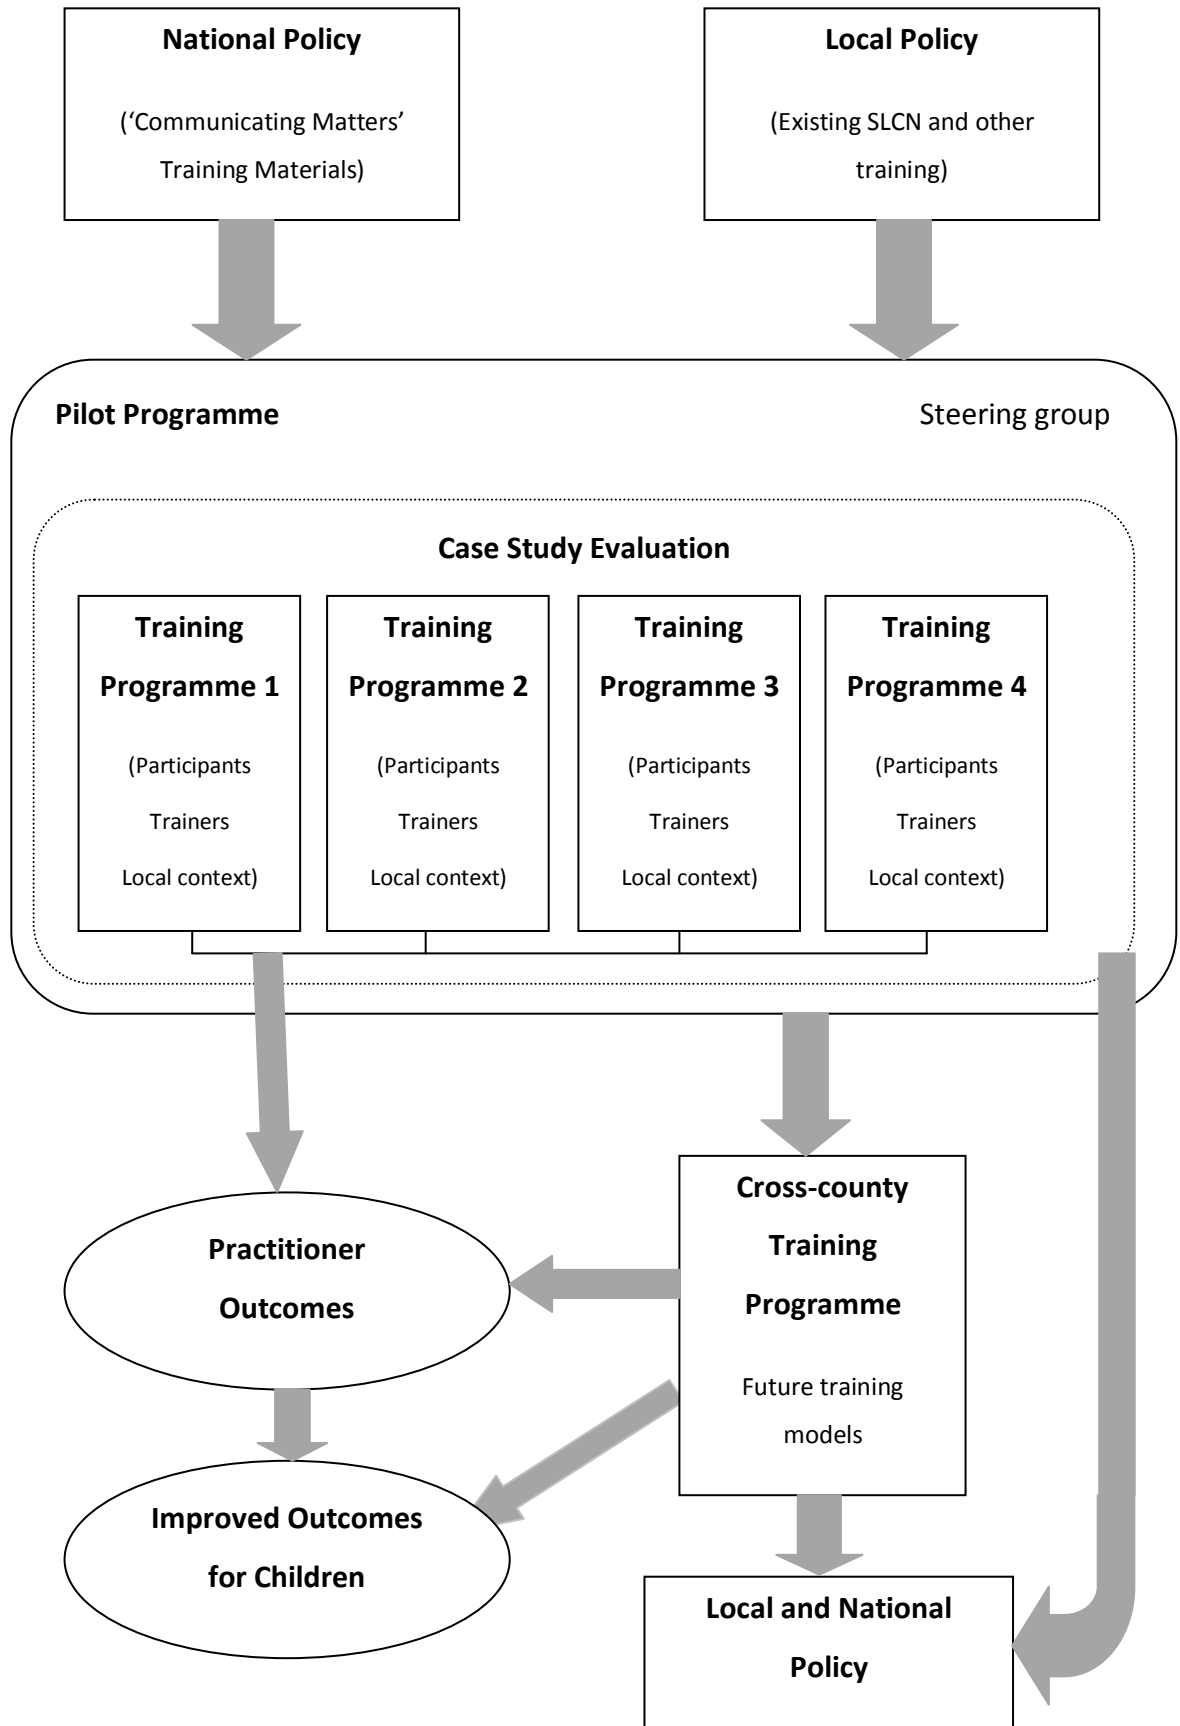 National Policy
(‘Communicating Matters’
Training Materials)
Local Policy
(Existing SLCN and other
training)
Pilot Programme
Steering group
Case Study Evaluation
Training
Programme 1
(Participants
Trainers
Local context)
Training
Programme 2
(Participants
Trainers
Local context)
Training
Programme 3
(Participants
Trainers
Local context)
Training
Programme 4
(Participants
Trainers
Local context)
Practitioner
Outcomes
Cross-county
Training
Programme
Future training
models
Improved Outcomes
for Children
Local and National
Policy